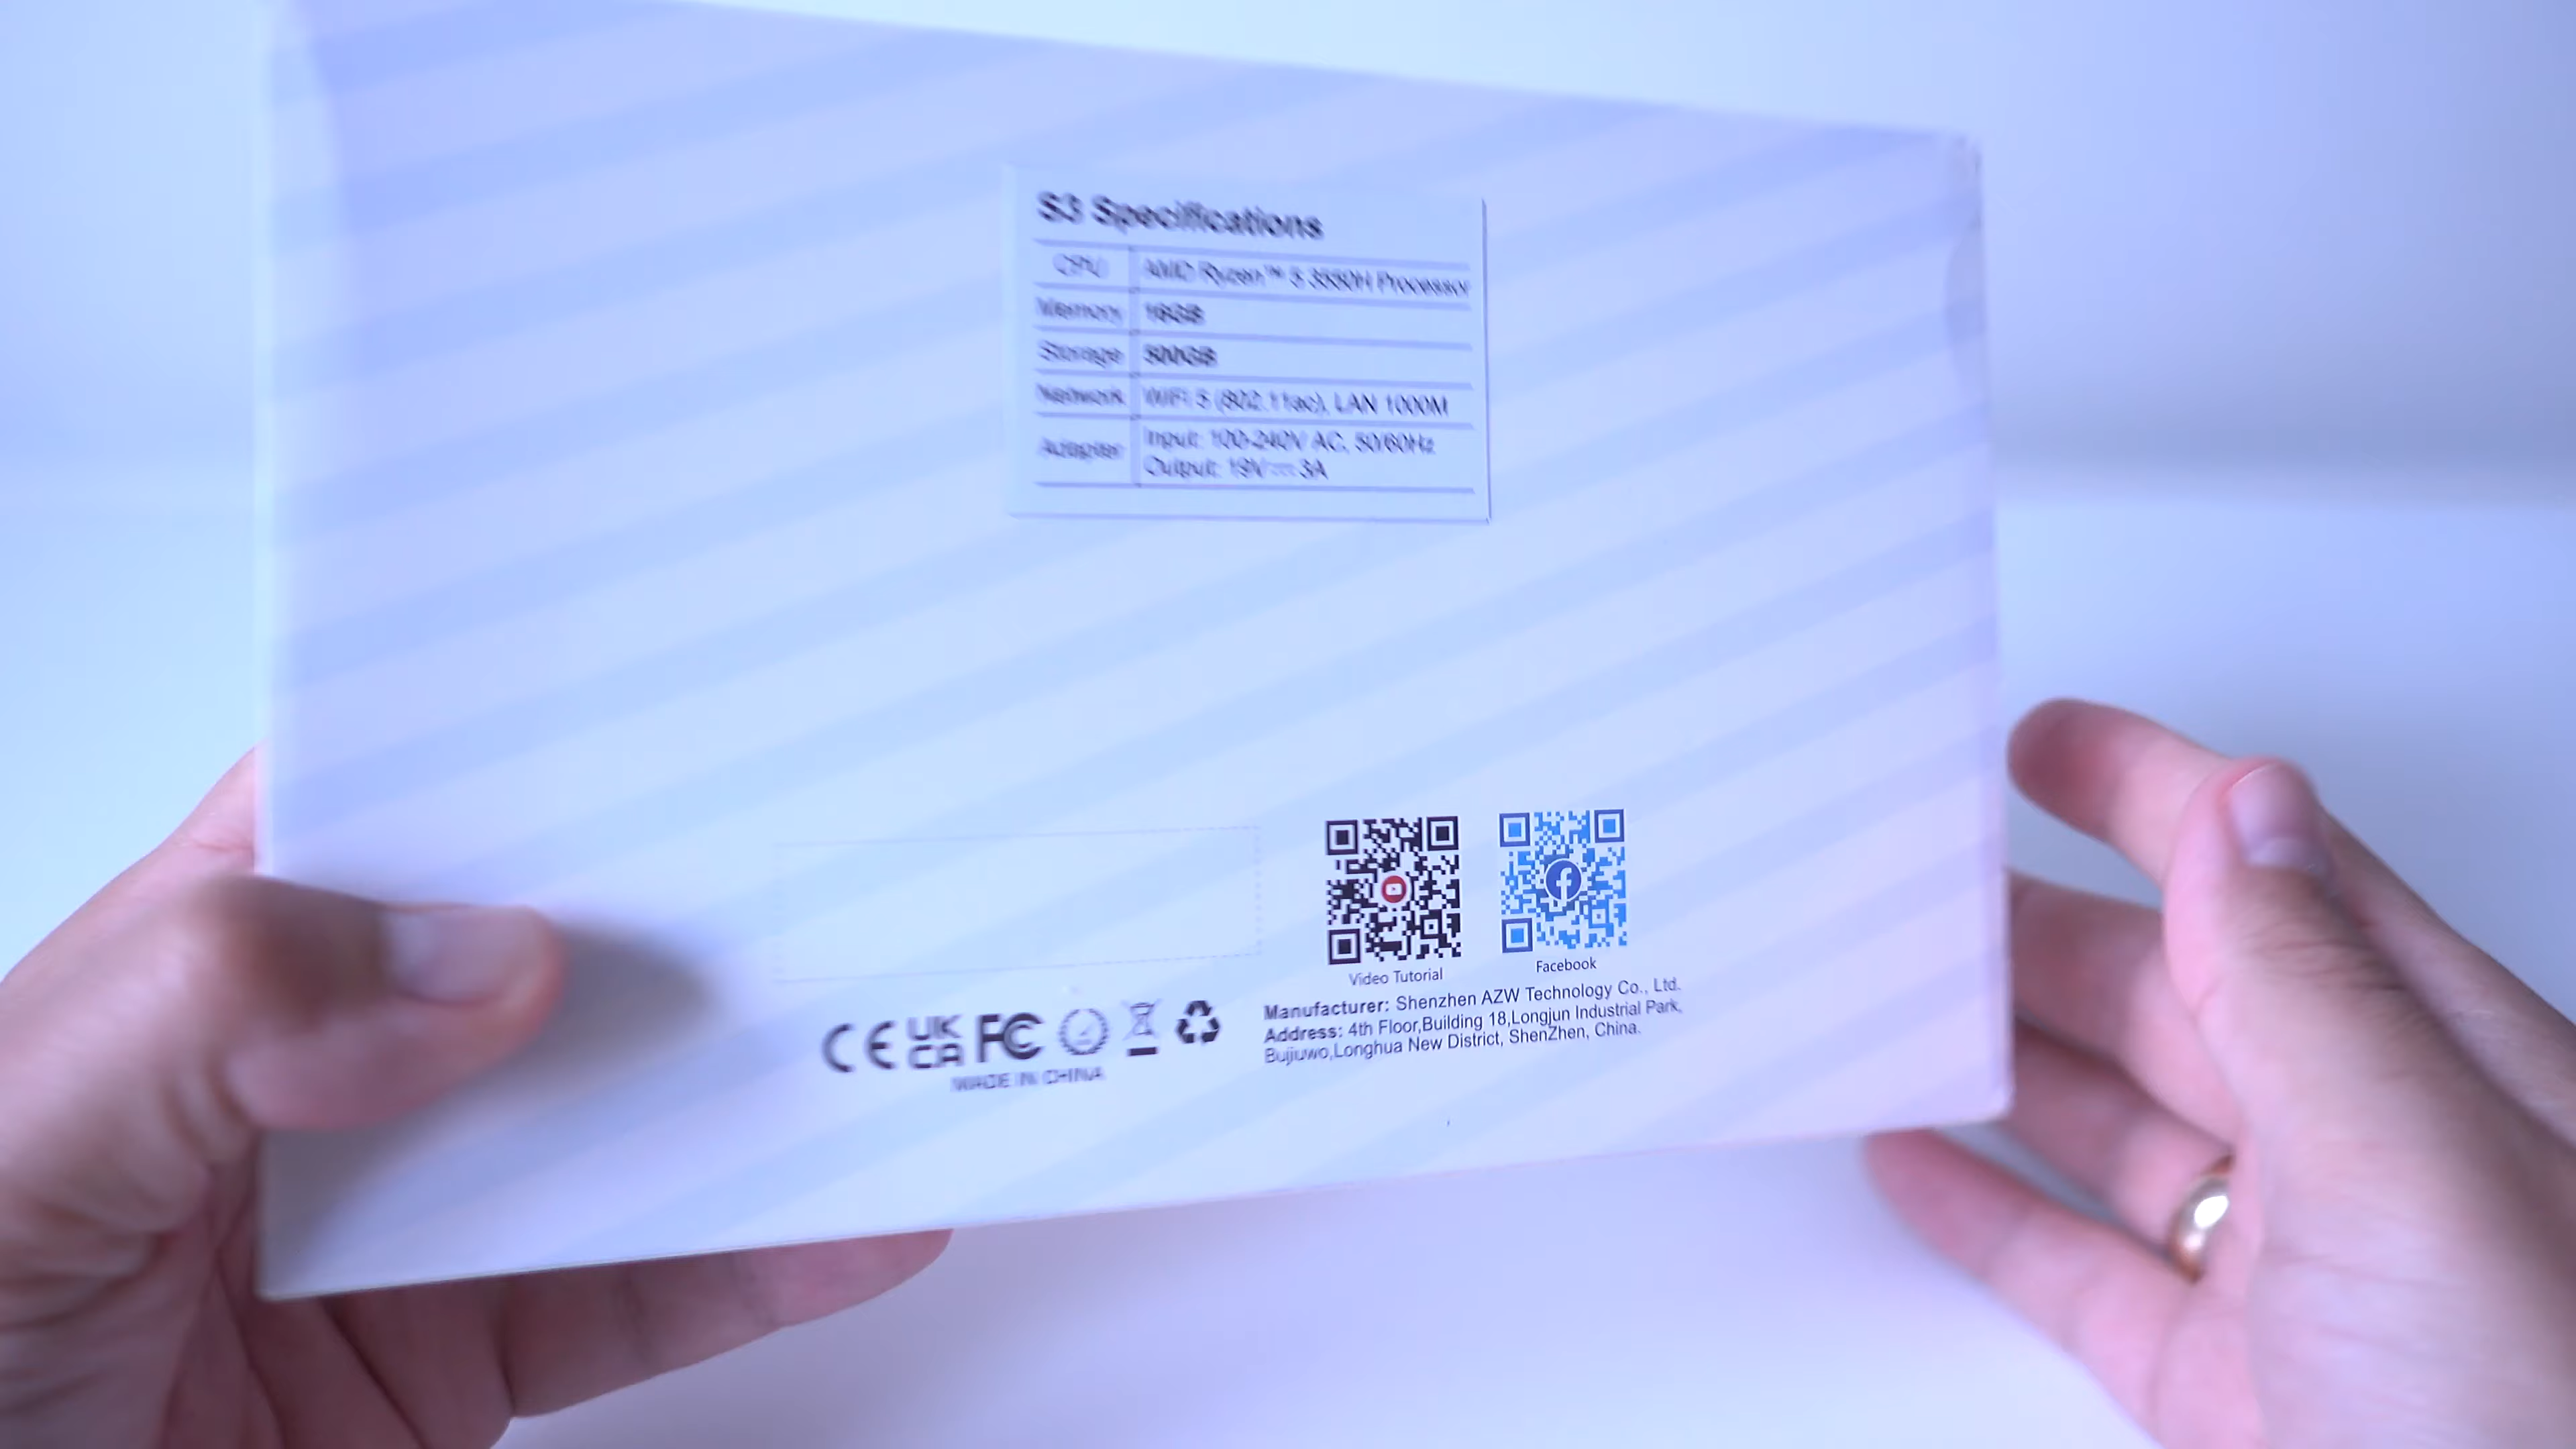 S3 Specifications
CPU AMD Ryzen™ 5 3550H Processor
Memory 16GB
Storage 500GB
Network WiFi 5 (802.11ac), LAN 1000M
Adapter Input: 100-240V AC, 50/60Hz
Output: 19V⎓3A
Video Tutorial
Facebook
CE UK CA FC
MADE IN CHINA
Manufacturer: Shenzhen AZW Technology Co., Ltd.
Address: 4th Floor,Building 18,Longjun Industrial Park,
Bujiuwo,Longhua New District, ShenZhen, China.